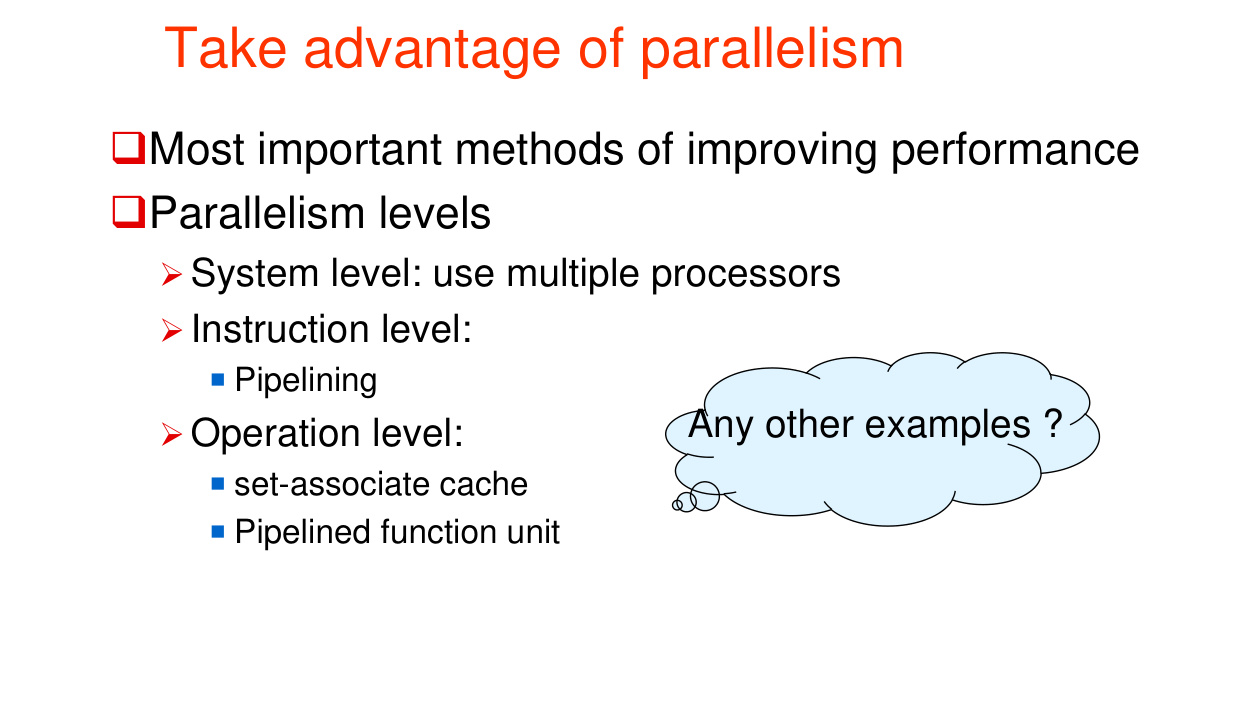 Take advantage of parallelism
Most important methods of improving performance
Parallelism levels
System level: use multiple processors
Instruction level:
Pipelining
Operation level:
set-associate cache
Pipelined function unit
Any other examples ?